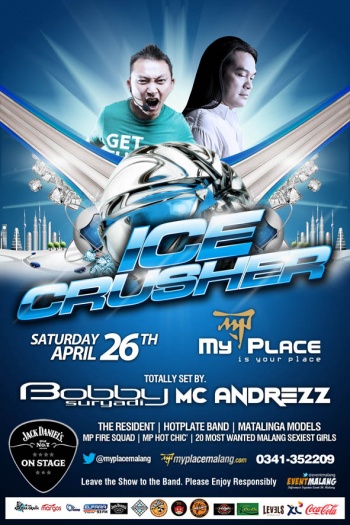 GET
ICE
CRUSHER
SATURDAY
APRIL 26TH
MY PLACE
is your place
TOTALLY SET BY.
Bobby
suryadi
MC ANDREZZ
THE RESIDENT | HOTPLATE BAND | MATALINGA MODELS
MP FIRE SQUAD | MP HOT CHIC' | 20 MOST WANTED MALANG SEXIEST GIRLS
JACK DANIEL'S
ON STAGE
@myplacemalang
myplacemalang.com
0341-352209
EVENTMALANG
Leave the Show to the Band. Please Enjoy Responsibly
LEVELS
XL
Coca-Cola